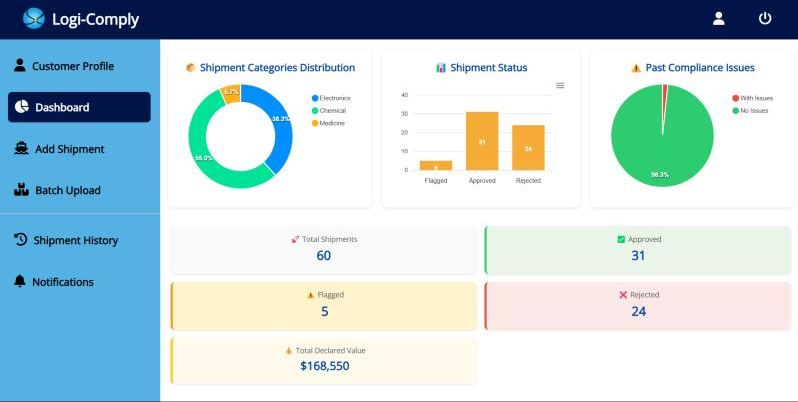 Logi-Comply
Customer Profile
Dashboard
Add Shipment
Batch Upload
Shipment History
Notifications
Shipment Categories Distribution
6.7%
38.3%
55.0%
Electronics
Chemical
Medicine
Shipment Status
40
30
20
10
0
5
31
24
Flagged
Approved
Rejected
Past Compliance Issues
98.3%
With Issues
No Issues
Total Shipments
60
Approved
31
Flagged
5
Rejected
24
Total Declared Value
$168,550